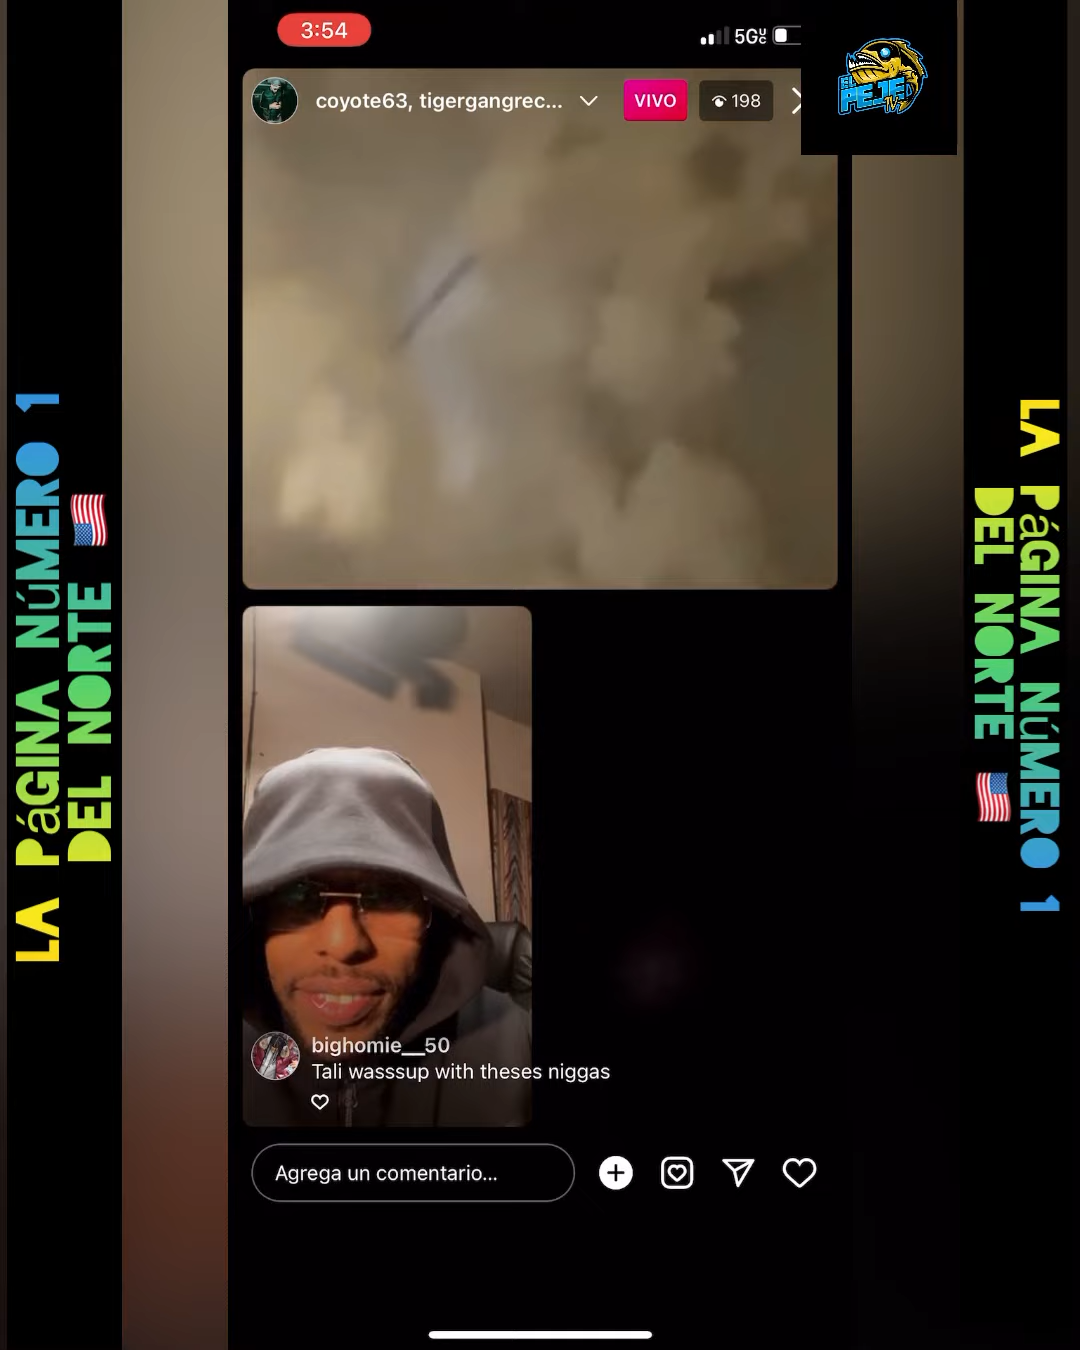 3:54
5G UC
coyote63, tigergangrec...
VIVO
198
EL
PEJE
TV
LA PáGINA NúMERO 1
DEL NORTE 🇺🇸
LA PáGINA NúMERO 1
DEL NORTE 🇺🇸
bighomie__50
Tali wasssup with theses niggas
Agrega un comentario...